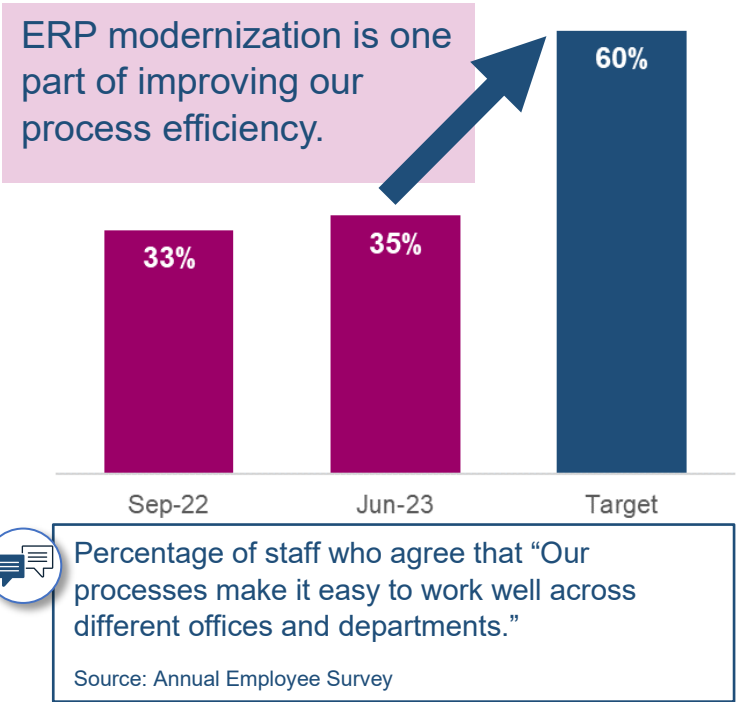 ERP modernization is one
part of improving our
process efficiency.
60%
33%
35%
Sep-22
Jun-23
Target
Percentage of staff who agree that “Our
processes make it easy to work well across
different offices and departments.”
Source: Annual Employee Survey